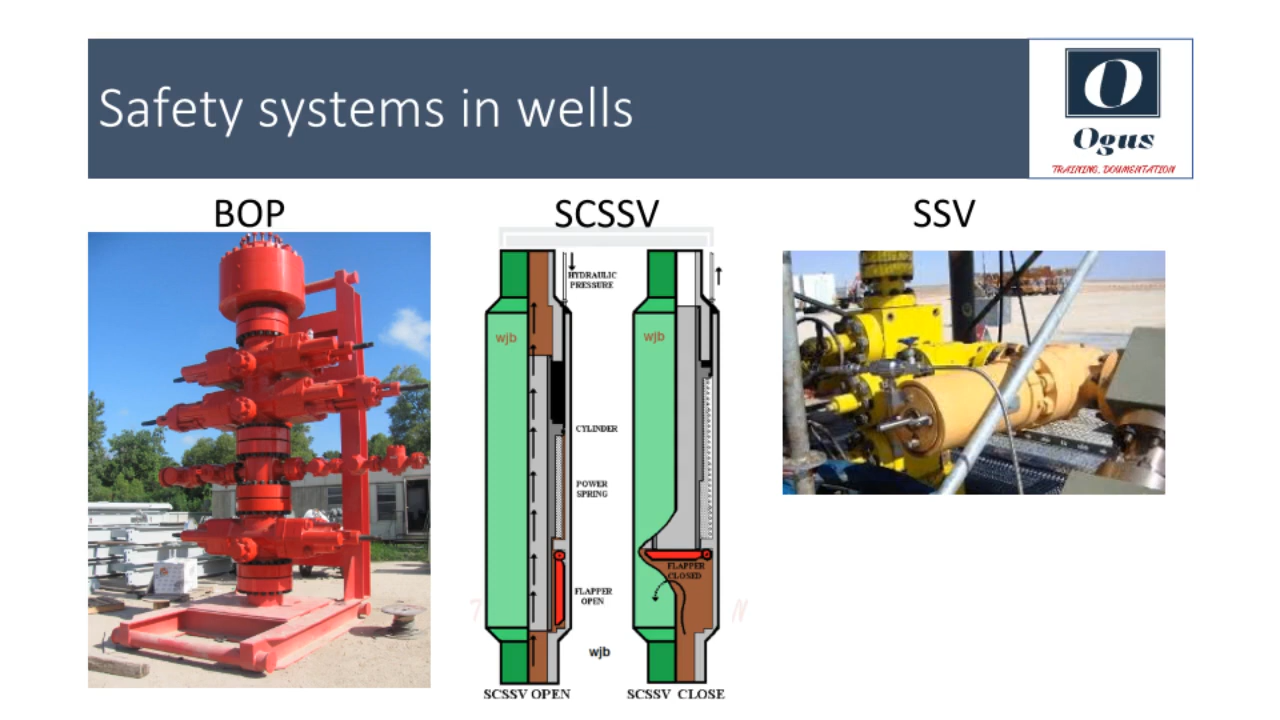 Safety systems in wells
O
Ogus
TRAINING, DOUMENTATION
BOP
SCSSV
SSV
HYDRAULIC
PRESSURE
wjb
wjb
CYLINDER
POWER
SPRING
FLAPPER
CLOSED
FLAPPER
OPEN
wjb
SCSSV OPEN
SCSSV CLOSE